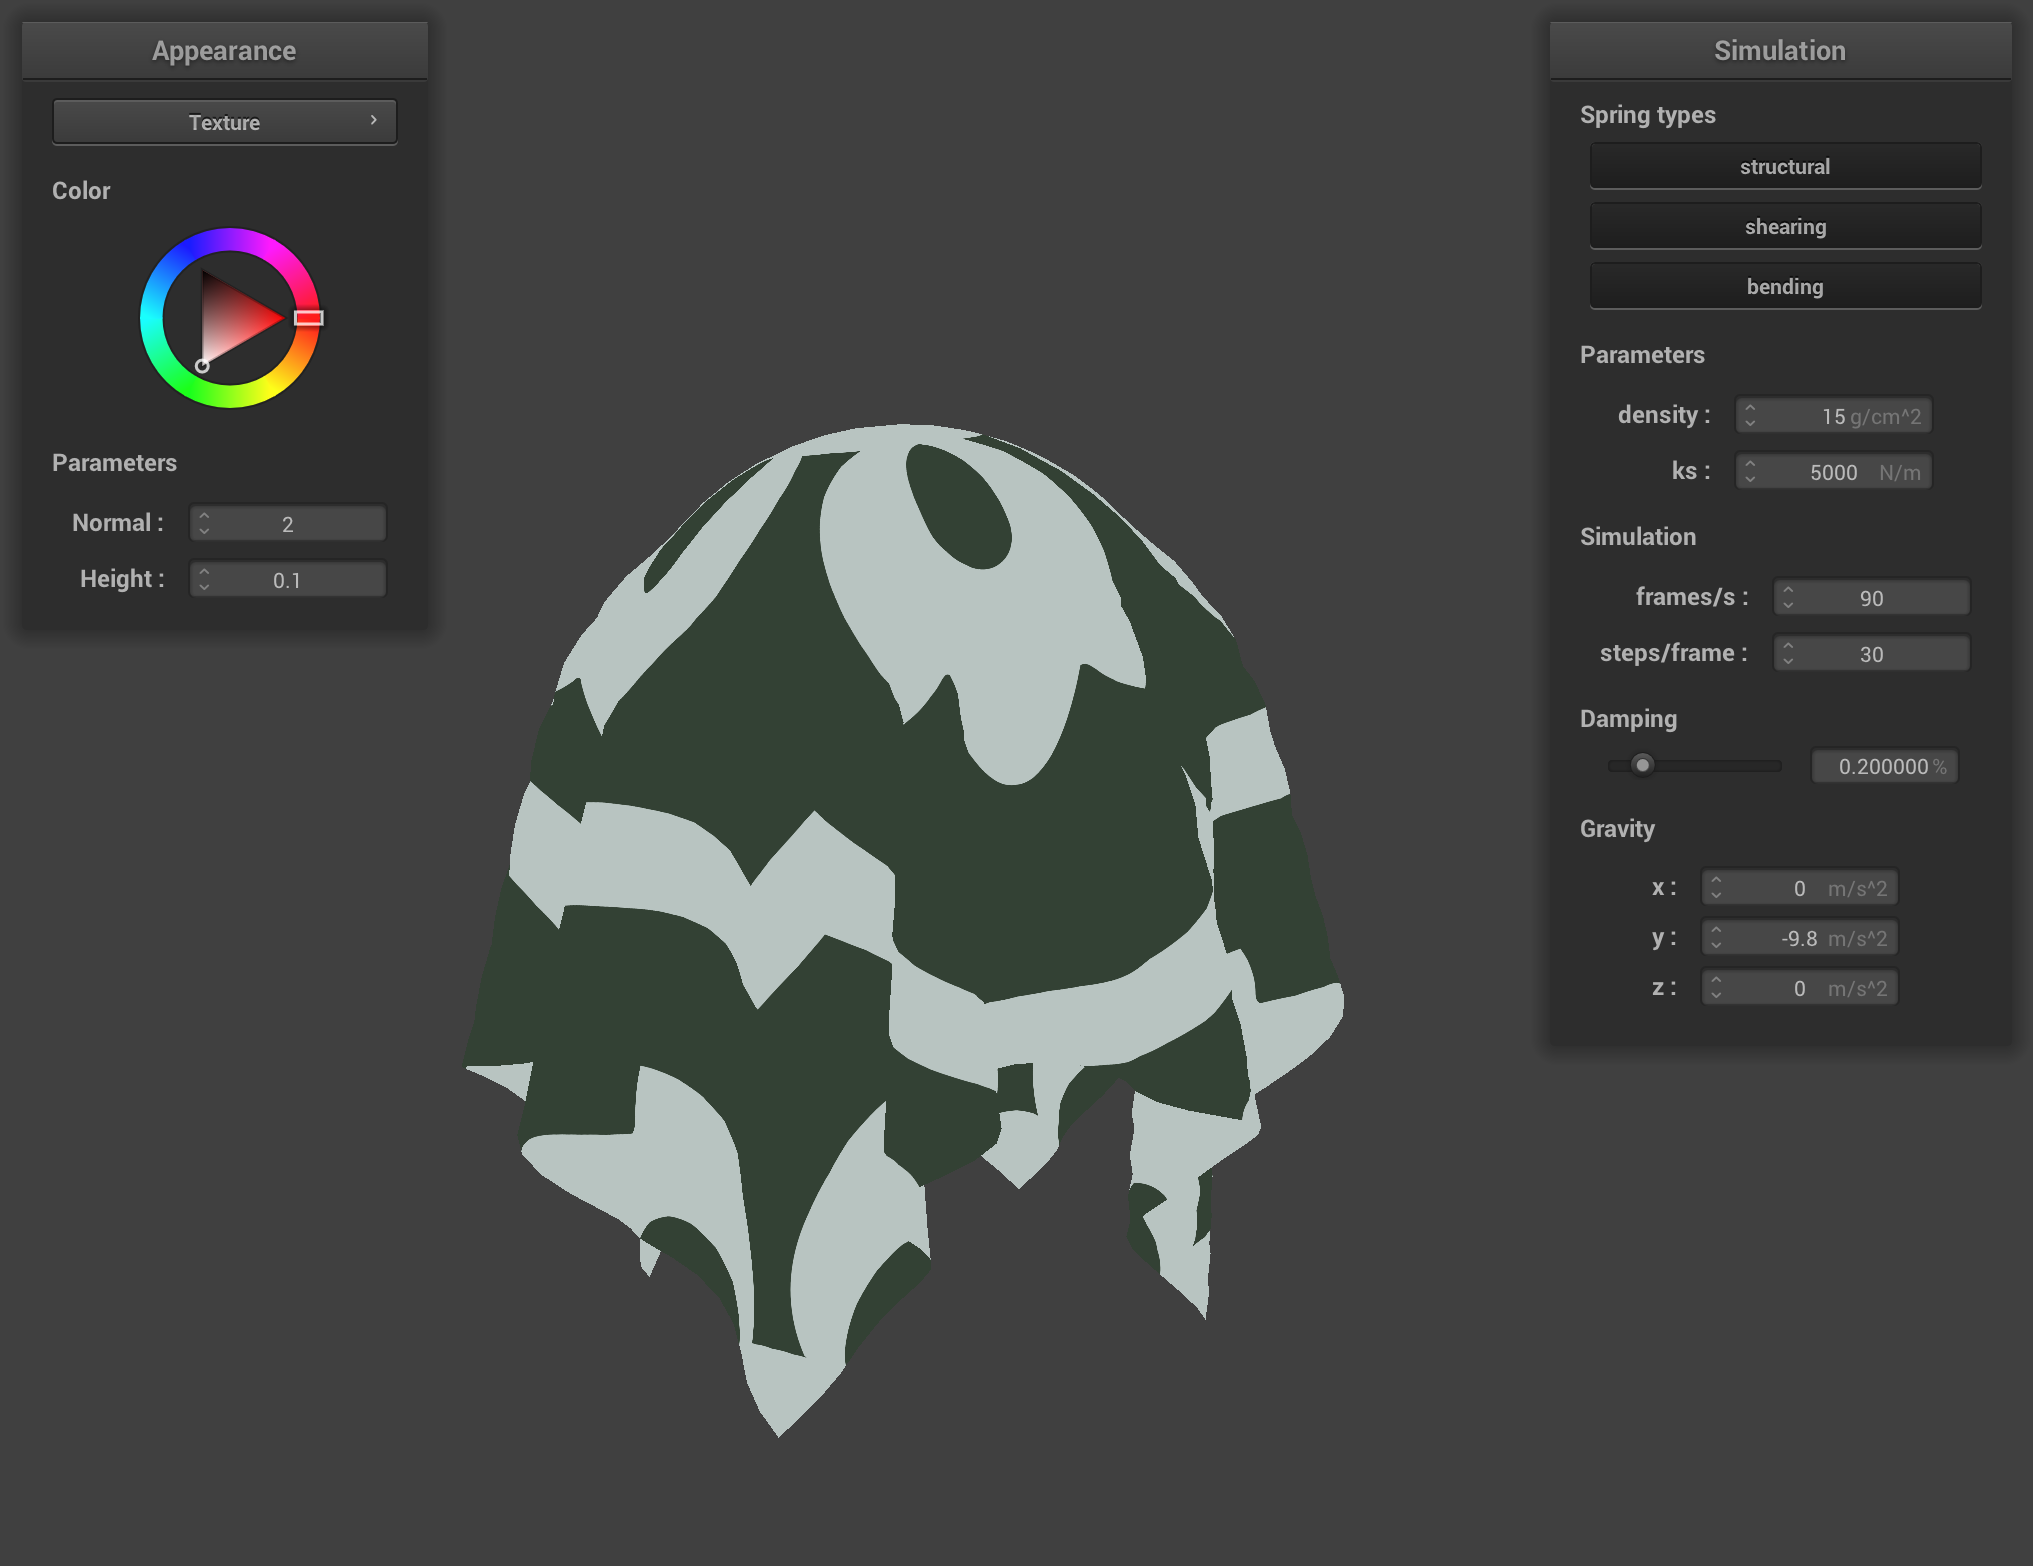 Appearance
Texture
Color
Parameters
Normal : 2
Height : 0.1
Simulation
Spring types
structural
shearing
bending
Parameters
density : 15 g/cm^2
ks : 5000 N/m
Simulation
frames/s : 90
steps/frame : 30
Damping
0.200000 %
Gravity
x : 0 m/s^2
y : -9.8 m/s^2
z : 0 m/s^2